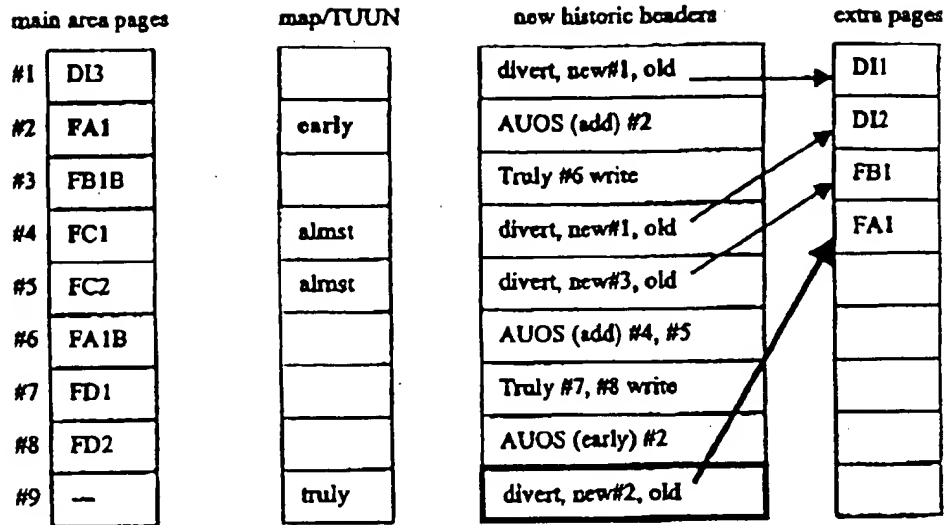 main area pages map/TUUN new historic headers extra pages
#1 DI3 divert, new#1, old DI1
#2 FA1 early AUOS (add) #2 DI2
#3 FB1B Truly #6 write FB1
#4 FC1 almst divert, new#1, old FA1
#5 FC2 almst divert, new#3, old
#6 FA1B AUOS (add) #4, #5
#7 FD1 Truly #7, #8 write
#8 FD2 AUOS (early) #2
#9 — truly divert, new#2, old